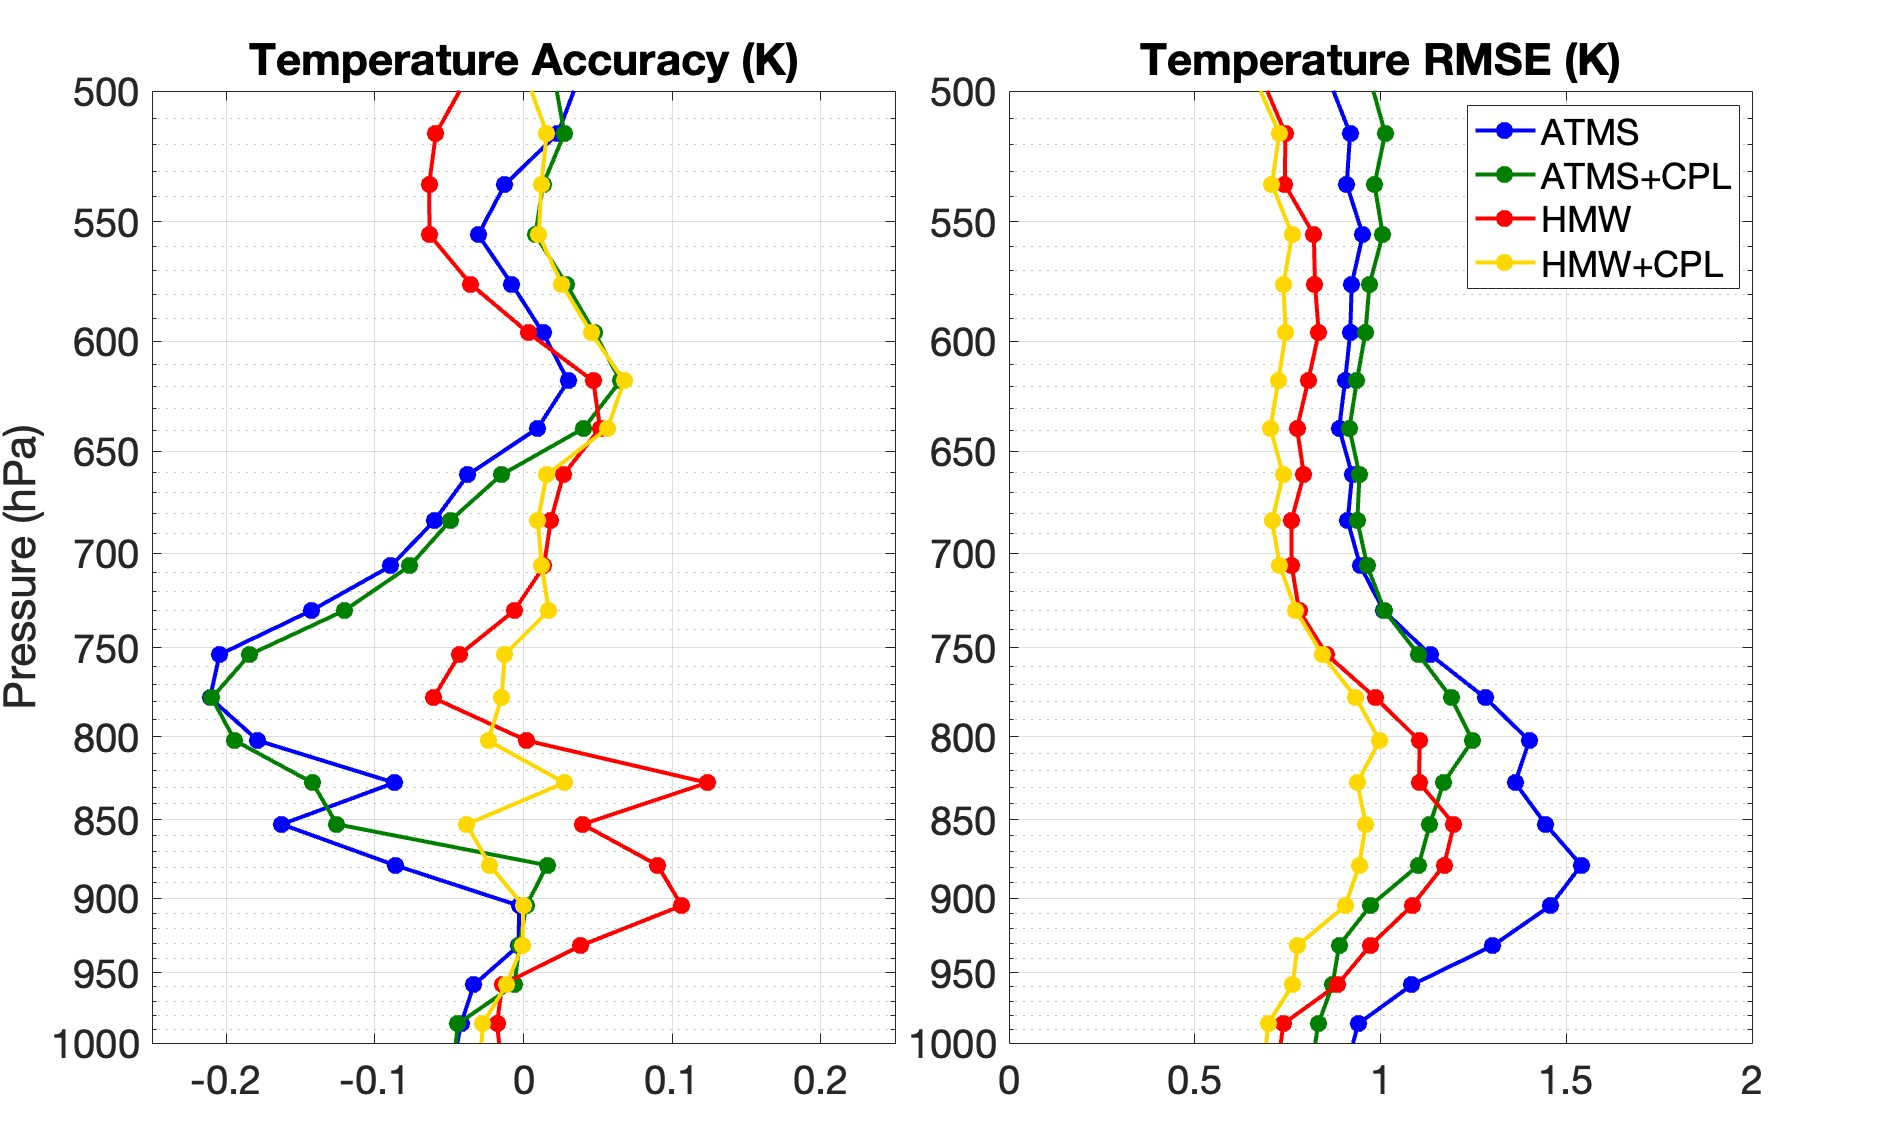 Temperature Accuracy (K)
500
550
600
650
700
750
800
850
900
950
1000
Pressure (hPa)
-0.2 -0.1 0 0.1 0.2
Temperature RMSE (K)
500
550
600
650
700
750
800
850
900
950
1000
0 0.5 1 1.5 2
ATMS
ATMS+CPL
HMW
HMW+CPL